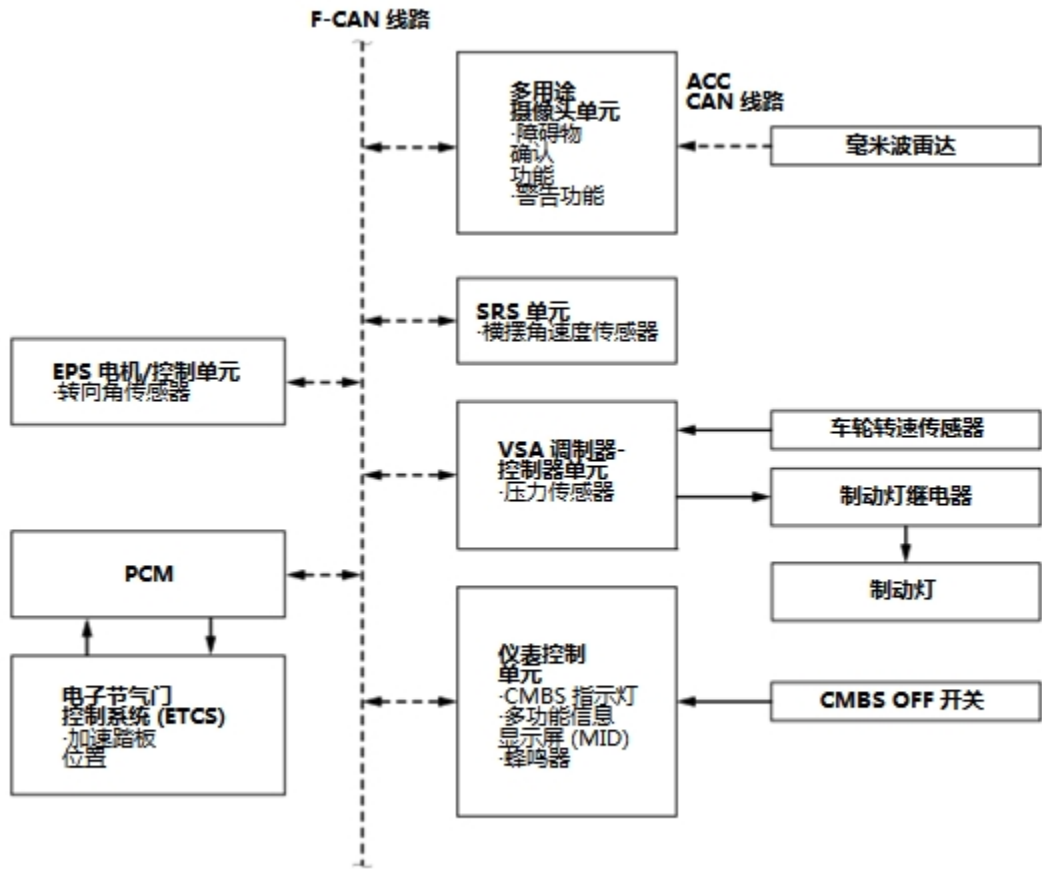 F-CAN 线路
多用途
摄像头单元
·障碍物
确认
功能
·警告功能
ACC
CAN 线路
毫米波雷达
SRS 单元
·横摆角速度传感器
EPS 电机/控制单元
·转向角传感器
VSA 调制器-
控制器单元
·压力传感器
车轮转速传感器
制动灯继电器
制动灯
PCM
电子节气门
控制系统 (ETCS)
·加速踏板
位置
仪表控制
单元
·CMBS 指示灯
·多功能信息
显示屏 (MID)
·蜂鸣器
CMBS OFF 开关